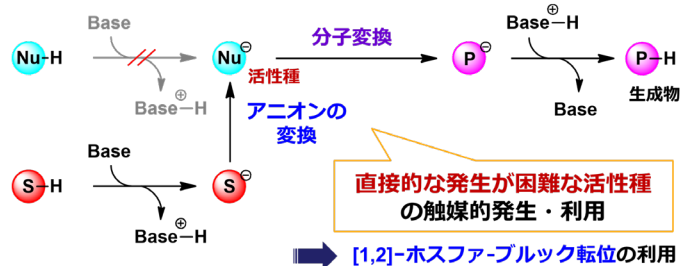 Base
Nu-H
Base-H
⊕
Nu
⊖
活性種
分子変換
P
⊖
Base-H
⊕
Base
P-H
生成物
アニオンの
変換
Base
S-H
Base-H
⊕
S
⊖
直接的な発生が困難な活性種
の触媒的発生・利用
[1,2]-ホスファ-ブルック転位の利用